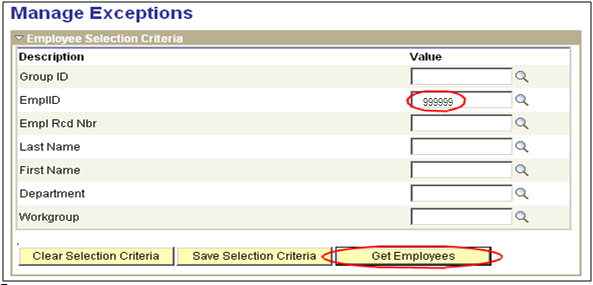 Manage Exceptions
Employee Selection Criteria
Description Value
Group ID
EmplID 999999
Empl Rcd Nbr
Last Name
First Name
Department
Workgroup
Clear Selection Criteria Save Selection Criteria Get Employees